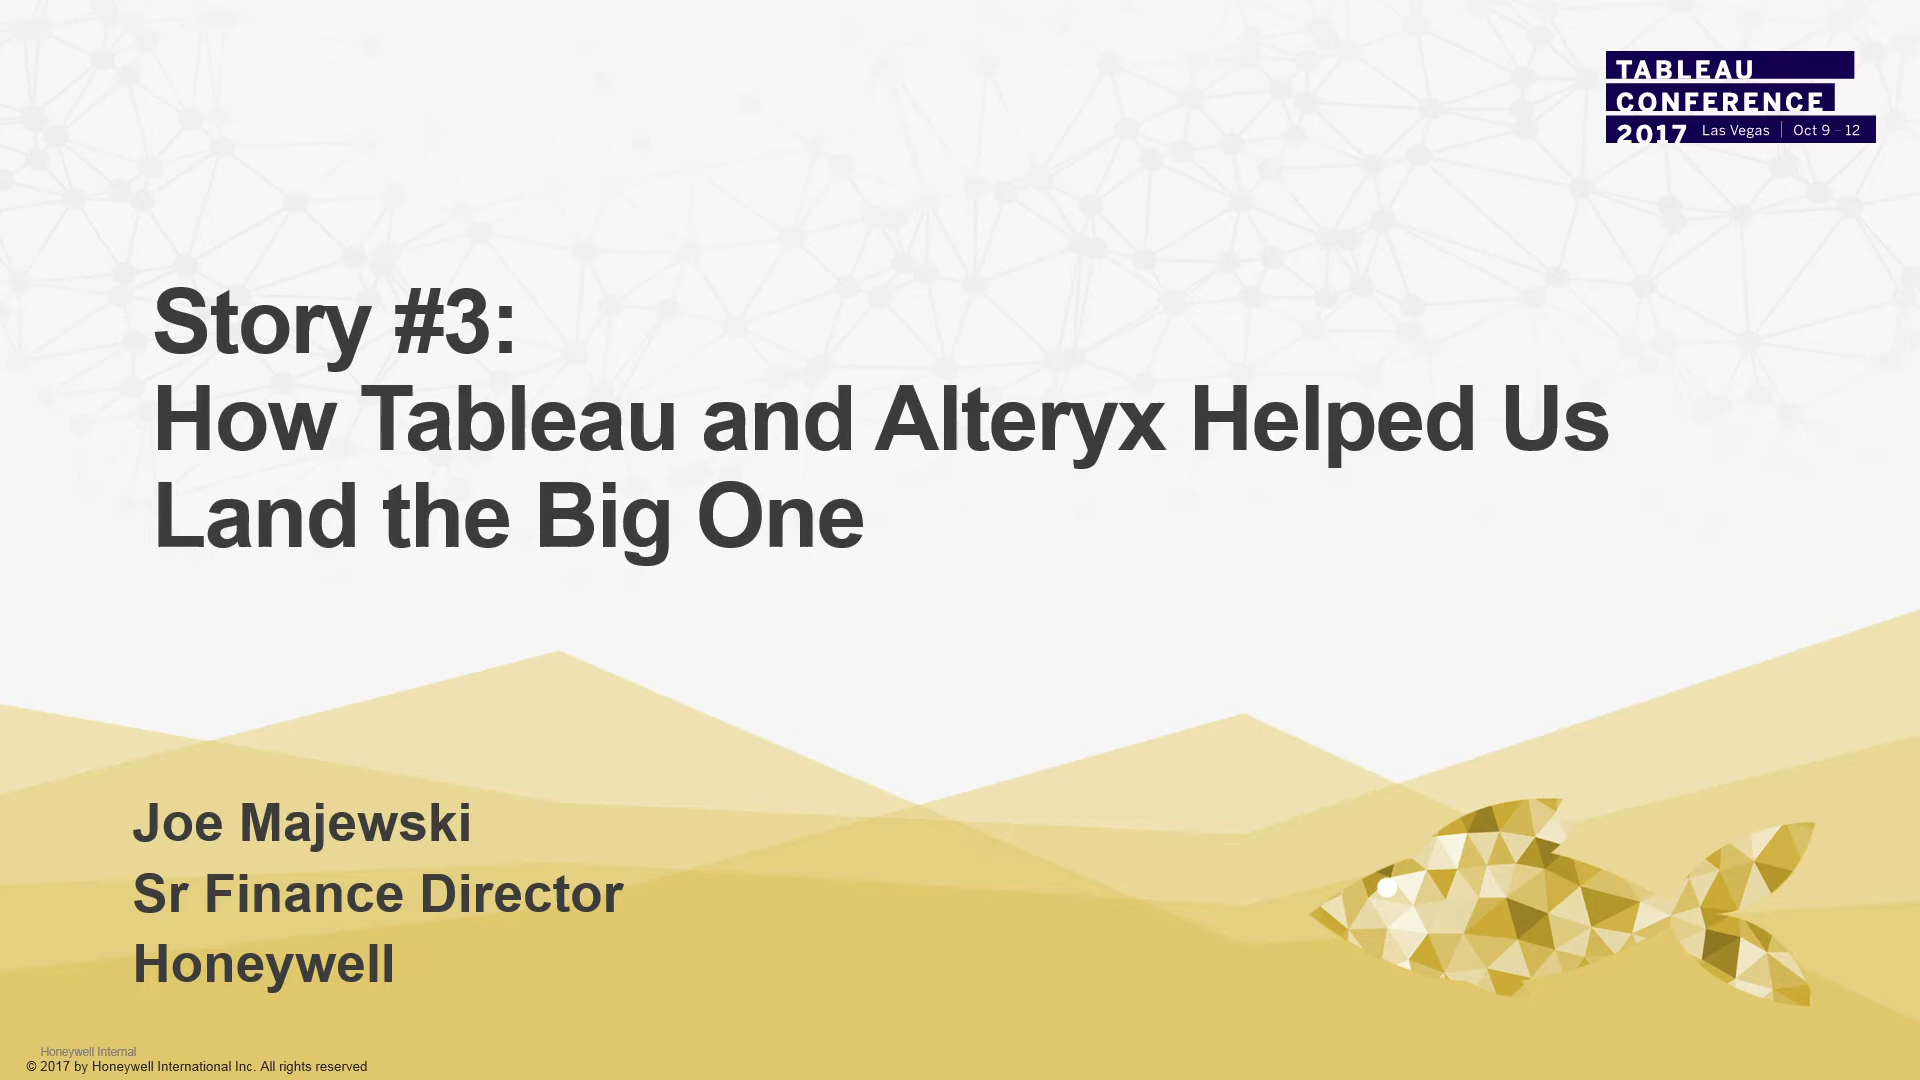 TABLEAU
CONFERENCE
2017 Las Vegas | Oct 9 – 12
Story #3:
How Tableau and Alteryx Helped Us
Land the Big One
Joe Majewski
Sr Finance Director
Honeywell
Honeywell Internal
© 2017 by Honeywell International Inc. All rights reserved